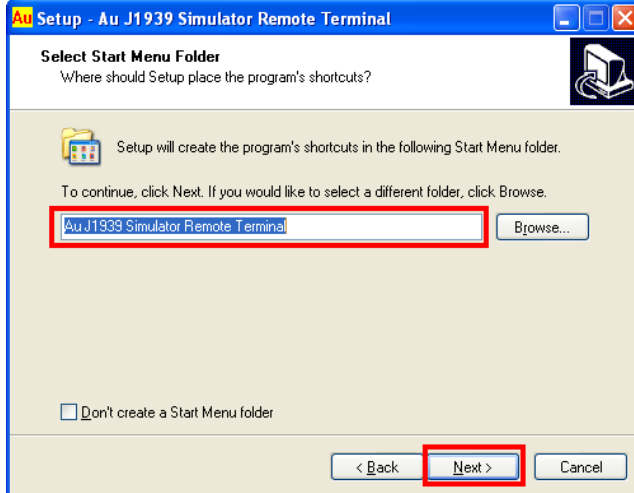 Au Setup - Au J1939 Simulator Remote Terminal
Select Start Menu Folder
Where should Setup place the program's shortcuts?
Setup will create the program's shortcuts in the following Start Menu folder.
To continue, click Next. If you would like to select a different folder, click Browse.
Au J1939 Simulator Remote Terminal
Browse...
Don't create a Start Menu folder
< Back
Next >
Cancel